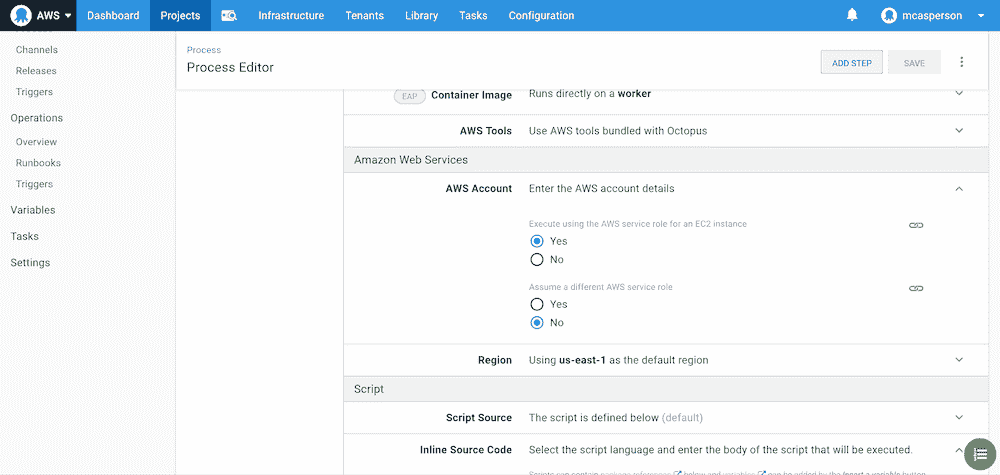 AWS Dashboard Projects Infrastructure Tenants Library Tasks Configuration mcasperson
Channels
Releases
Triggers
Operations
Overview
Runbooks
Triggers
Variables
Tasks
Settings
Process
Process Editor
ADD STEP SAVE
EAP Container Image Runs directly on a worker
AWS Tools Use AWS tools bundled with Octopus
Amazon Web Services
AWS Account Enter the AWS account details
Execute using the AWS service role for an EC2 instance
Yes
No
Assume a different AWS service role
Yes
No
Region Using us-east-1 as the default region
Script
Script Source The script is defined below (default)
Inline Source Code Select the script language and enter the body of the script that will be executed.